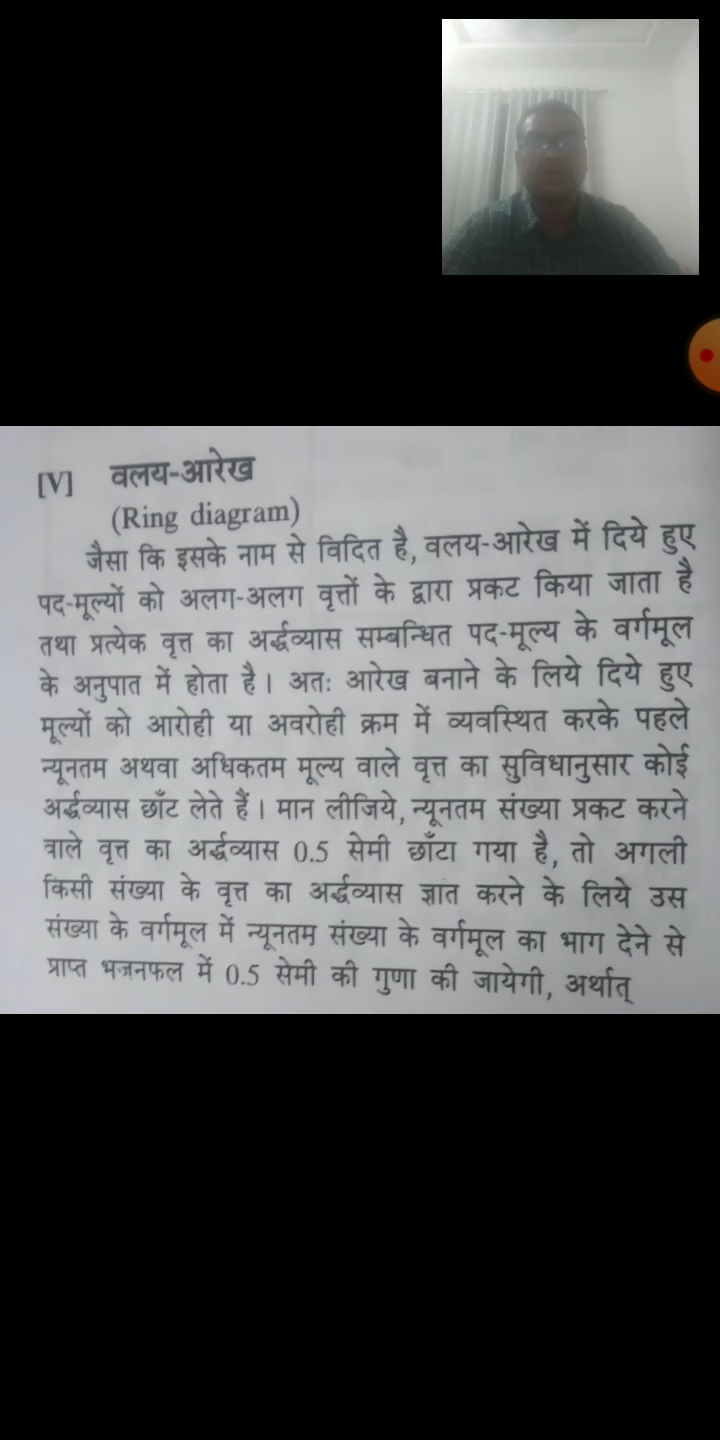 [V] वलय-आरेख
(Ring diagram)
जैसा कि इसके नाम से विदित है, वलय-आरेख में दिये हुए
पद-मूल्यों को अलग-अलग वृत्तों के द्वारा प्रकट किया जाता है
तथा प्रत्येक वृत्त का अर्द्धव्यास सम्बन्धित पद-मूल्य के वर्गमूल
के अनुपात में होता है। अतः आरेख बनाने के लिये दिये हुए
मूल्यों को आरोही या अवरोही क्रम में व्यवस्थित करके पहले
न्यूनतम अथवा अधिकतम मूल्य वाले वृत्त का सुविधानुसार कोई
अर्द्धव्यास छाँट लेते हैं। मान लीजिये, न्यूनतम संख्या प्रकट करने
वाले वृत्त का अर्द्धव्यास 0.5 सेमी छाँटा गया है, तो अगली
किसी संख्या के वृत्त का अर्द्धव्यास ज्ञात करने के लिये उस
संख्या के वर्गमूल में न्यूनतम संख्या के वर्गमूल का भाग देने से
प्राप्त भजनफल में 0.5 सेमी की गुणा की जायेगी, अर्थात्